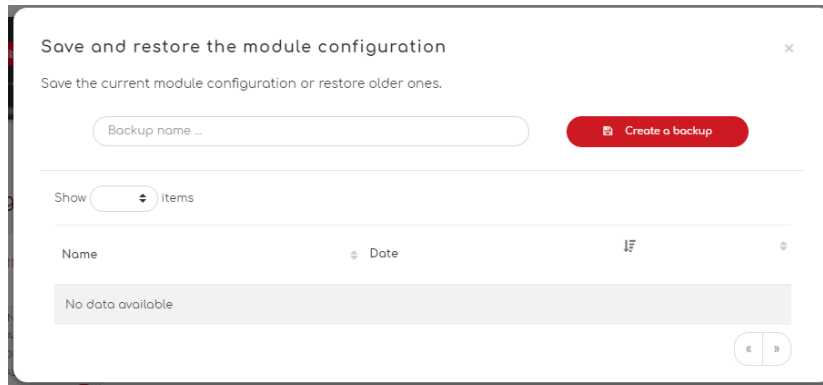 Save and restore the module configuration
×
Save the current module configuration or restore older ones.
Backup name ...
Create a backup
Show items
Name Date
No data available
« »